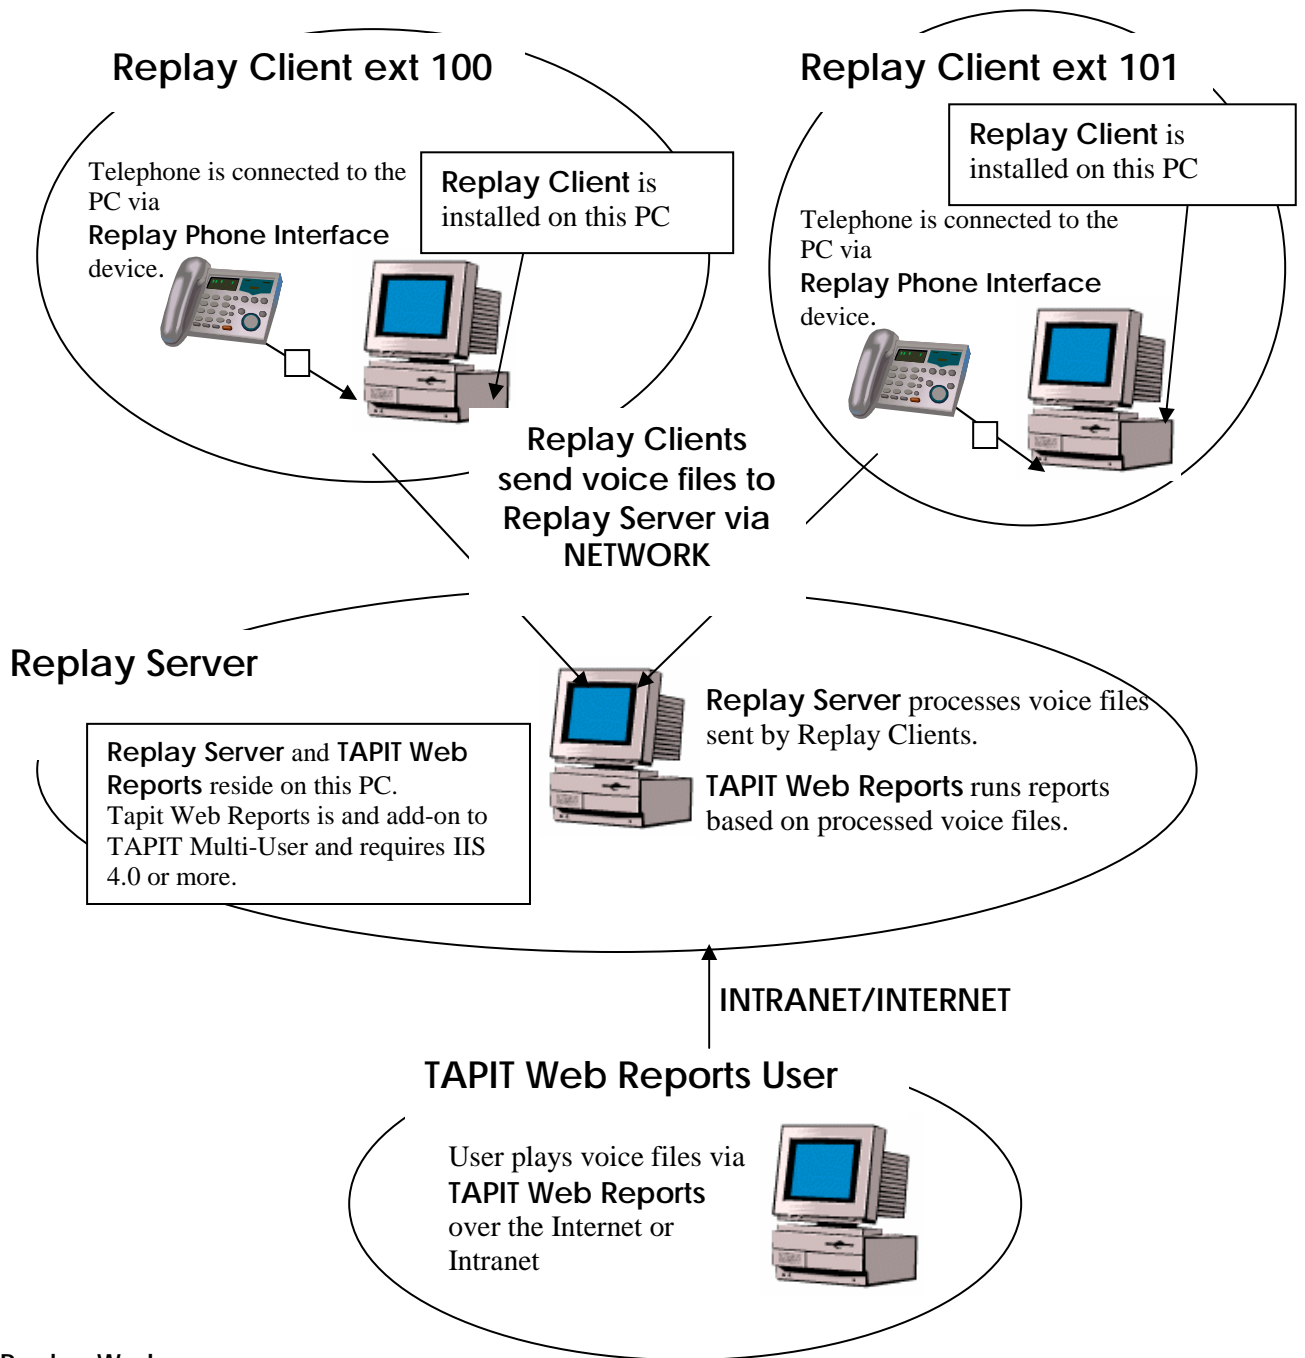 Replay Client ext 100
Telephone is connected to the
PC via
Replay Phone Interface
device.
Replay Client is
installed on this PC
Replay Client ext 101
Replay Client is
installed on this PC
Telephone is connected to the
PC via
Replay Phone Interface
device.
Replay Clients
send voice files to
Replay Server via
NETWORK
Replay Server
Replay Server and TAPIT Web
Reports reside on this PC.
Tapit Web Reports is and add-on to
TAPIT Multi-User and requires IIS
4.0 or more.
Replay Server processes voice files
sent by Replay Clients.
TAPIT Web Reports runs reports
based on processed voice files.
INTRANET/INTERNET
TAPIT Web Reports User
User plays voice files via
TAPIT Web Reports
over the Internet or
Intranet